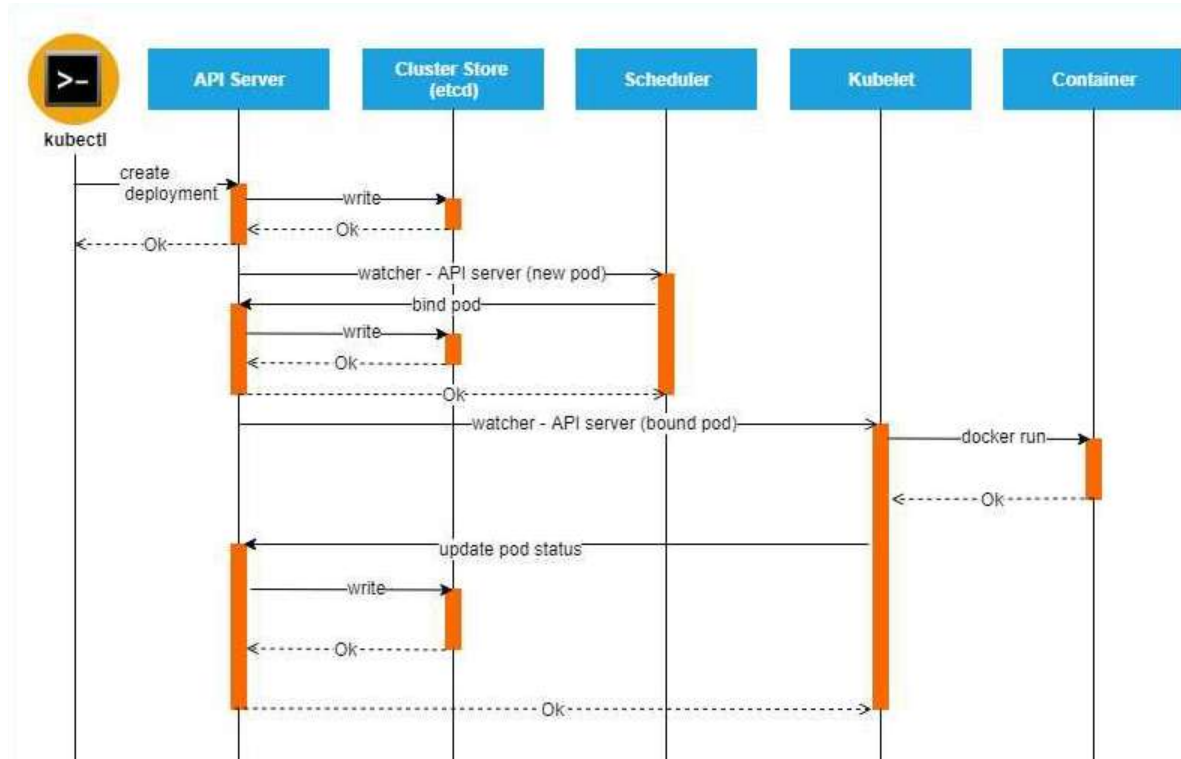 >-
kubectl
API Server
Cluster Store
(etcd)
Scheduler
Kubelet
Container
create
deployment
write
Ok
Ok
watcher - API server (new pod)
bind pod
write
Ok
Ok
watcher - API server (bound pod)
docker run
Ok
update pod status
write
Ok
Ok